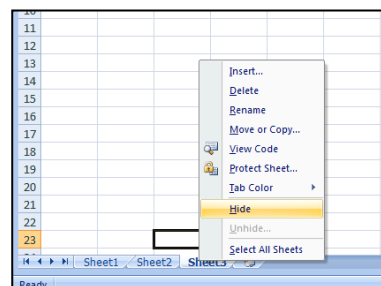 11
12
13
14
15
16
17
18
19
20
21
22
23
Insert...
Delete
Rename
Move or Copy...
View Code
Protect Sheet...
Tab Color
Hide
Unhide...
Select All Sheets
Sheet1 Sheet2 Sheet3
Ready